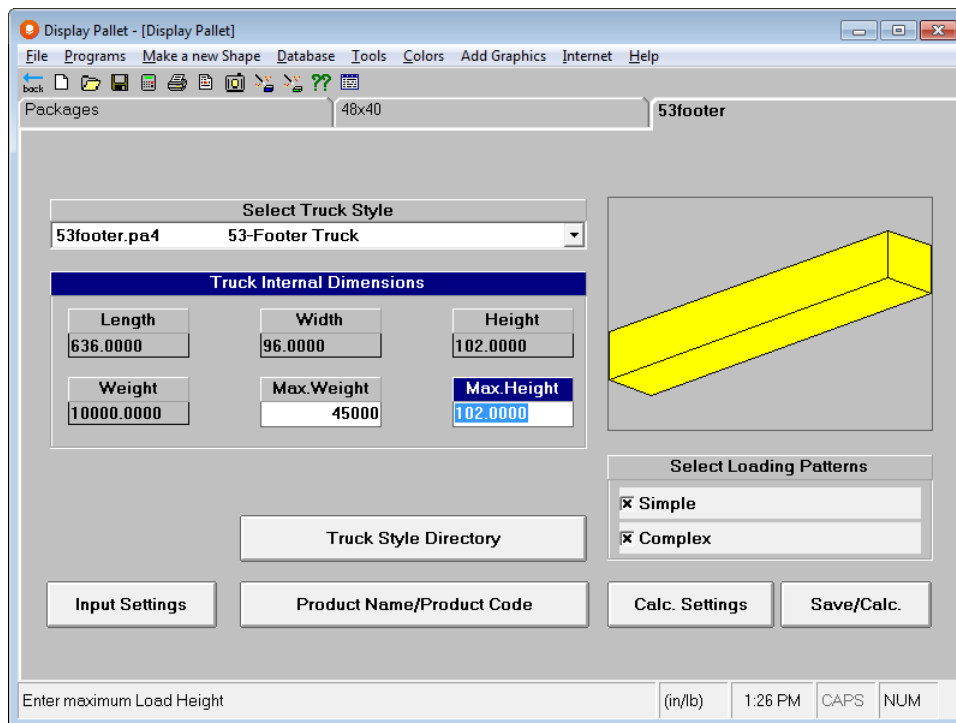 Display Pallet - [Display Pallet]
File Programs Make a new Shape Database Tools Colors Add Graphics Internet Help
back ??
Packages 48x40 53footer
Select Truck Style
53footer.pa4 53-Footer Truck
Truck Internal Dimensions
Length Width Height
636.0000 96.0000 102.0000
Weight Max.Weight Max.Height
10000.0000 45000 102.0000
Select Loading Patterns
Simple
Complex
Truck Style Directory
Input Settings Product Name/Product Code Calc. Settings Save/Calc.
Enter maximum Load Height (in/lb) 1:26 PM CAPS NUM